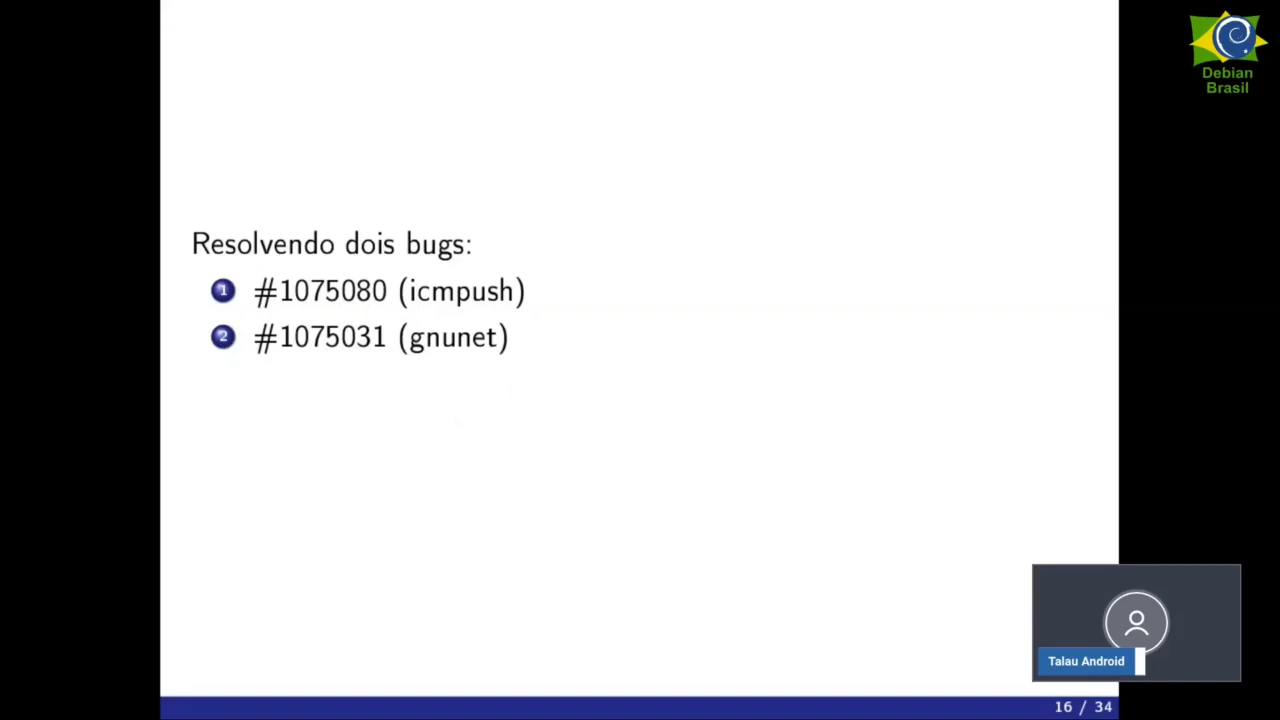 Debian
Brasil
Resolvendo dois bugs:
1 #1075080 (icmpush)
2 #1075031 (gnunet)
Talau Android
16 / 34